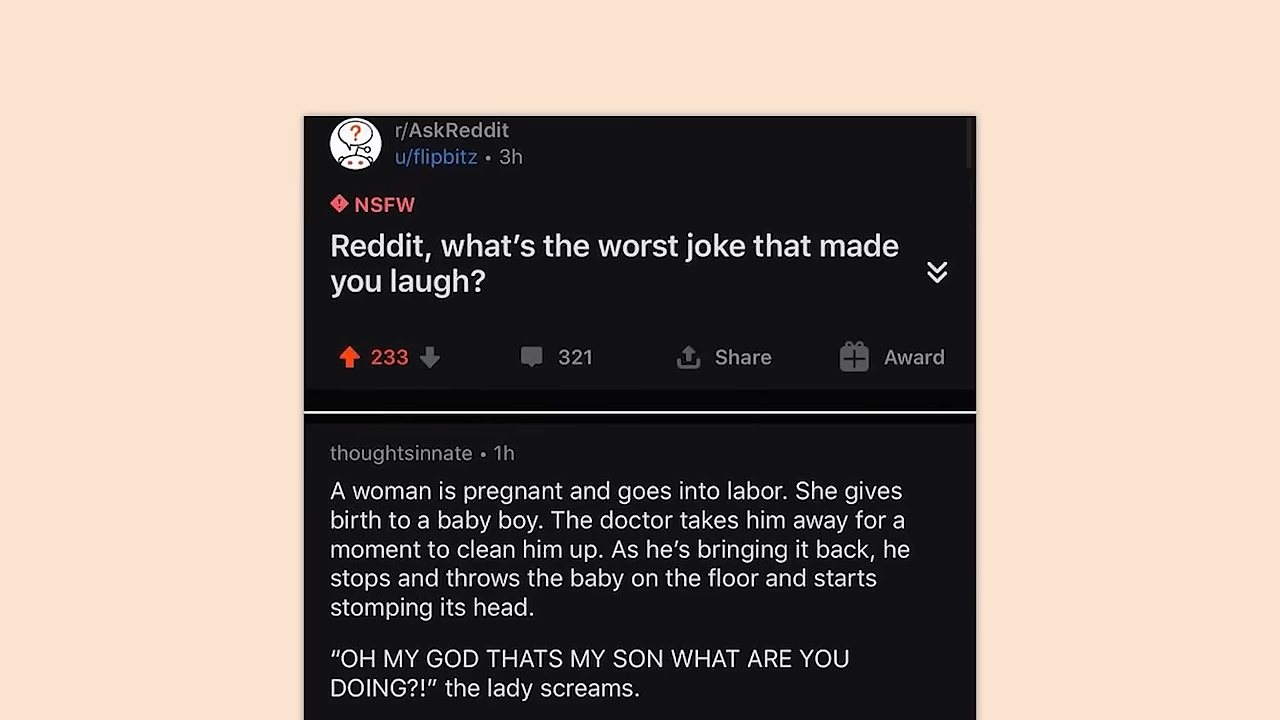 r/AskReddit
u/flipbitz • 3h
NSFW
Reddit, what’s the worst joke that made
you laugh?
233 321 Share Award
thoughtsinnate • 1h
A woman is pregnant and goes into labor. She gives
birth to a baby boy. The doctor takes him away for a
moment to clean him up. As he’s bringing it back, he
stops and throws the baby on the floor and starts
stomping its head.
“OH MY GOD THATS MY SON WHAT ARE YOU
DOING?!” the lady screams.